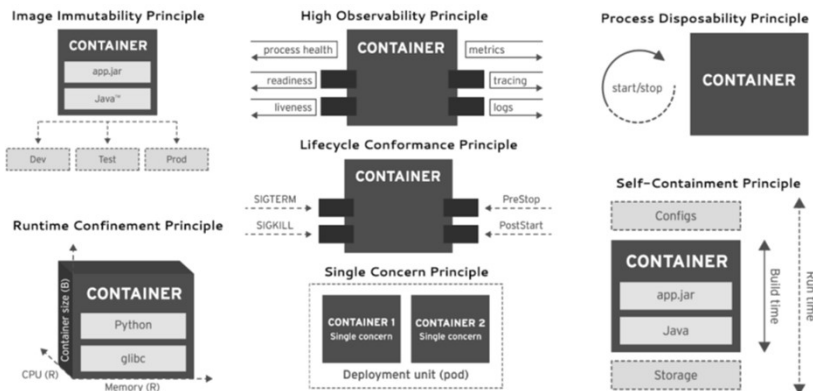 Image Immutability Principle
CONTAINER
app.jar
Java™
Dev
Test
Prod
High Observability Principle
CONTAINER
process health
metrics
readiness
tracing
liveness
logs
Process Disposability Principle
start/stop
CONTAINER
Lifecycle Conformance Principle
CONTAINER
SIGTERM
PreStop
SIGKILL
PostStart
Runtime Confinement Principle
Container size (B)
CONTAINER
Python
glibc
CPU (R)
Memory (R)
Single Concern Principle
CONTAINER 1
Single concern
CONTAINER 2
Single concern
Deployment unit (pod)
Self-Containment Principle
Configs
CONTAINER
app.jar
Java
Storage
Build time
Run time